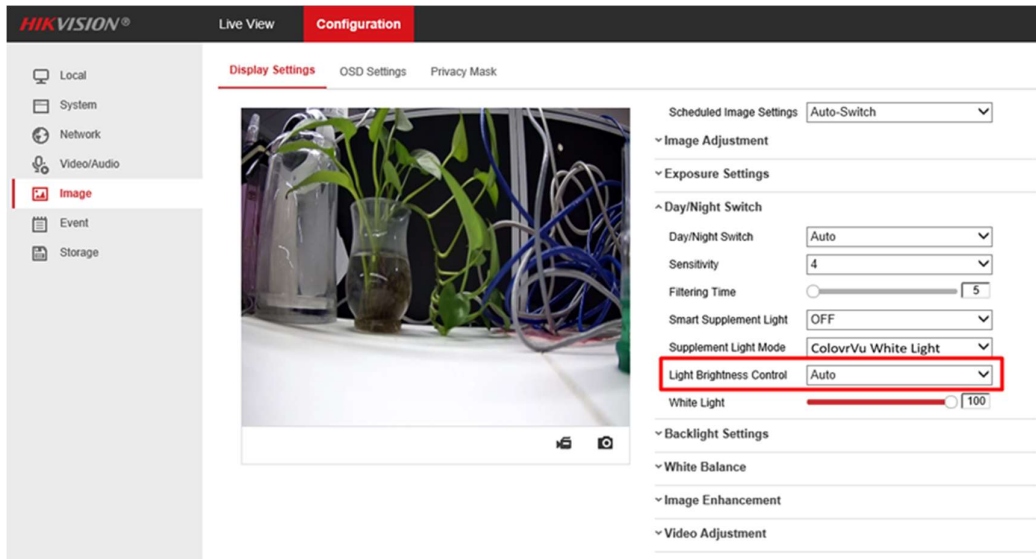 HIKVISION® Live View Configuration
Local
System
Network
Video/Audio
Image
Event
Storage
Display Settings OSD Settings Privacy Mask
Scheduled Image Settings Auto-Switch
Image Adjustment
Exposure Settings
Day/Night Switch
Day/Night Switch Auto
Sensitivity 4
Filtering Time 5
Smart Supplement Light OFF
Supplement Light Mode ColovrVu White Light
Light Brightness Control Auto
White Light 100
Backlight Settings
White Balance
Image Enhancement
Video Adjustment